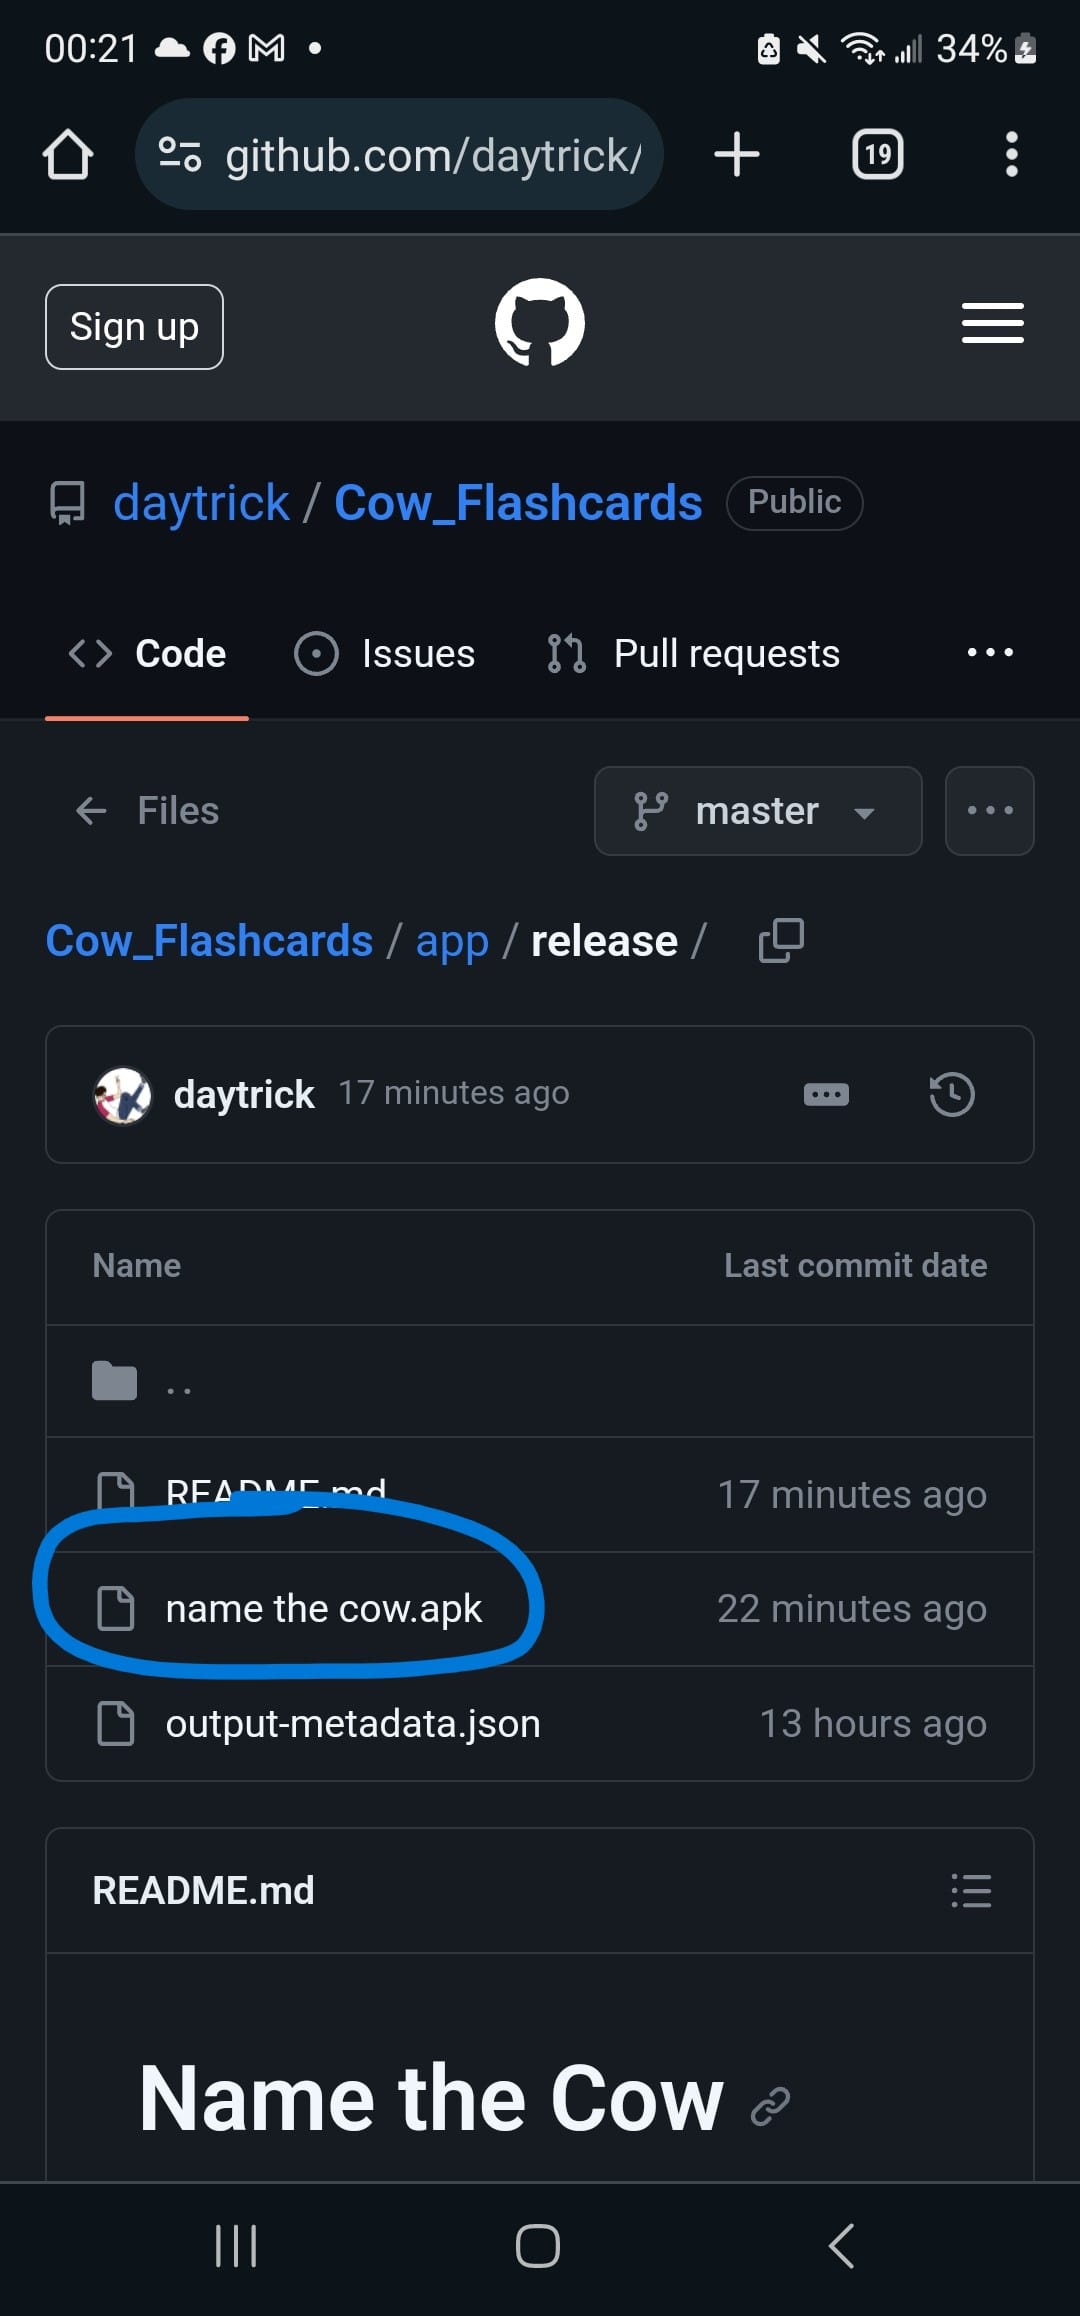 00:21 34%
github.com/daytrick/ 19
Sign up
daytrick / Cow_Flashcards Public
Code Issues Pull requests
Files master
Cow_Flashcards / app / release /
daytrick 17 minutes ago
Name Last commit date
..
README.md 17 minutes ago
name the cow.apk 22 minutes ago
output-metadata.json 13 hours ago
README.md
Name the Cow